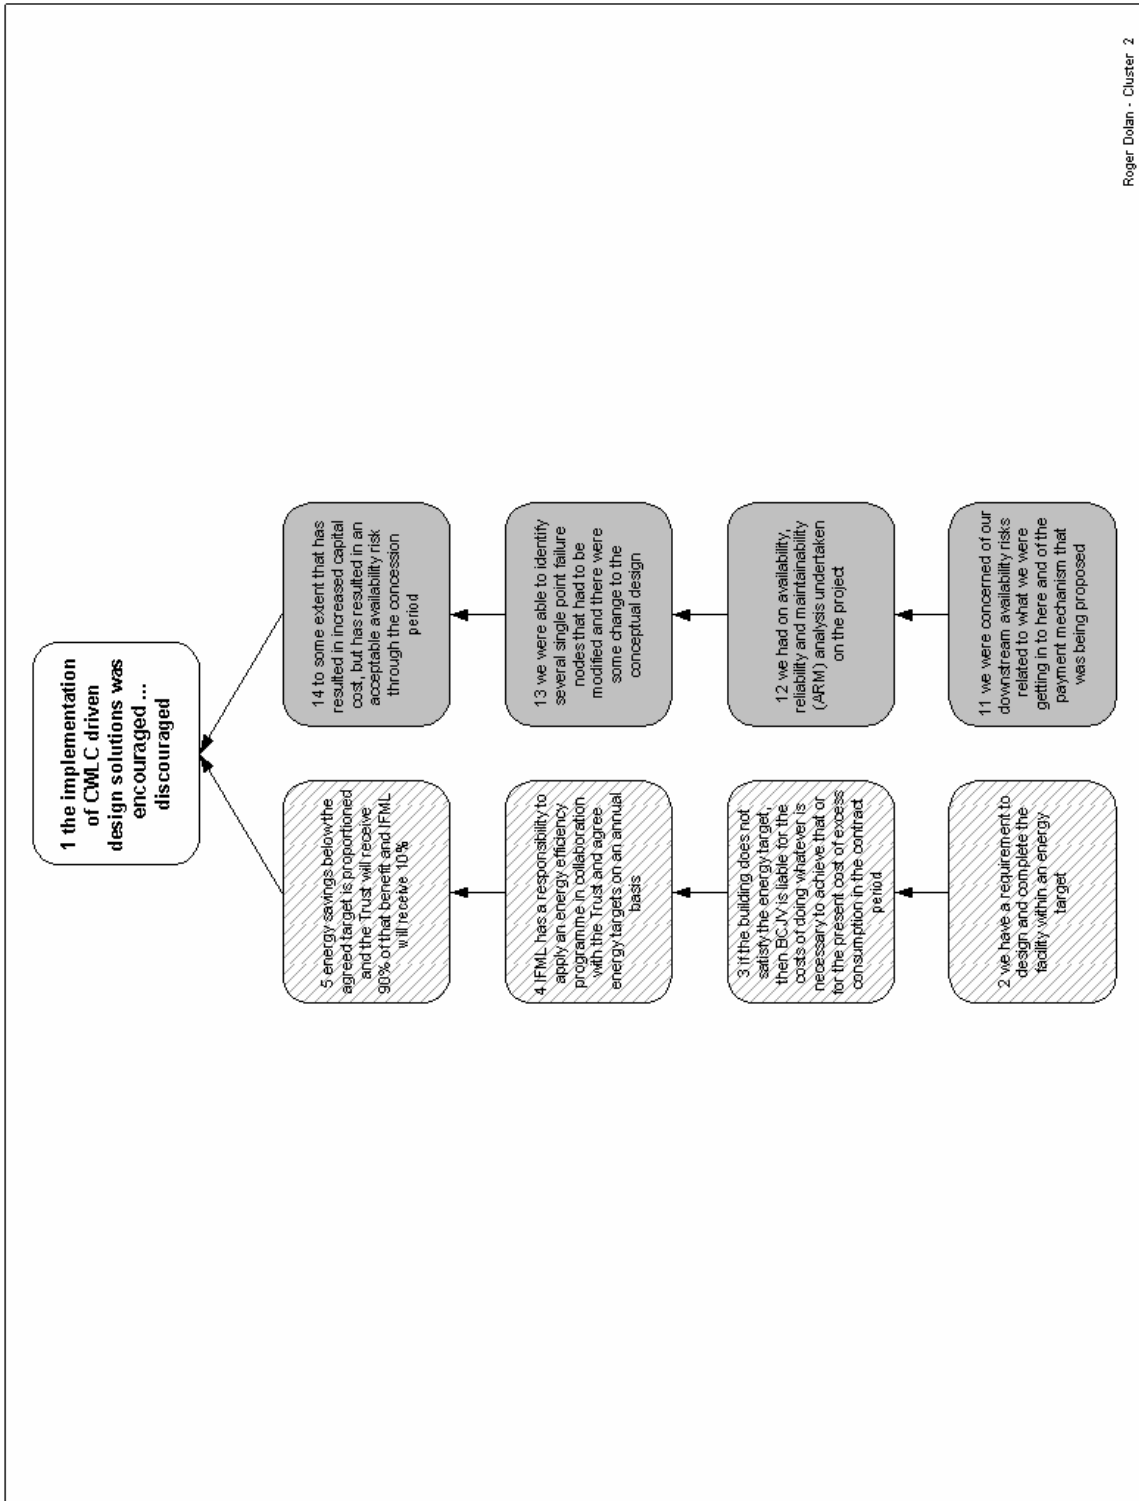 1 the implementation
of CWLC driven
design solutions was
encouraged ...
discouraged
5 energy savings below the
agreed target is proportioned
and the Trust will receive
90% of that benefit and IFML
will receive 10%
14 to some extent that has
resulted in increased capital
cost, but has resulted in an
acceptable availability risk
through the concession
period
4 IFML has a responsibility to
apply an energy efficiency
programme in collaboration
with the Trust and agree
energy targets on an annual
basis
13 we were able to identify
several single point failure
nodes that had to be
modified and there were
some change to the
conceptual design
3 if the building does not
satisfy the energy target,
then BCJV is liable for the
costs of doing whatever is
necessary to achieve that or
for the present cost of excess
consumption in the contract
period
12 we had on availability,
reliability and maintainability
(ARM) analysis undertaken
on the project
2 we have a requirement to
design and complete the
facility within an energy
target
11 we were concerned of our
downstream availability risks
related to what we were
getting in to here and of the
payment mechanism that
was being proposed
Roger Dolan - Cluster 2